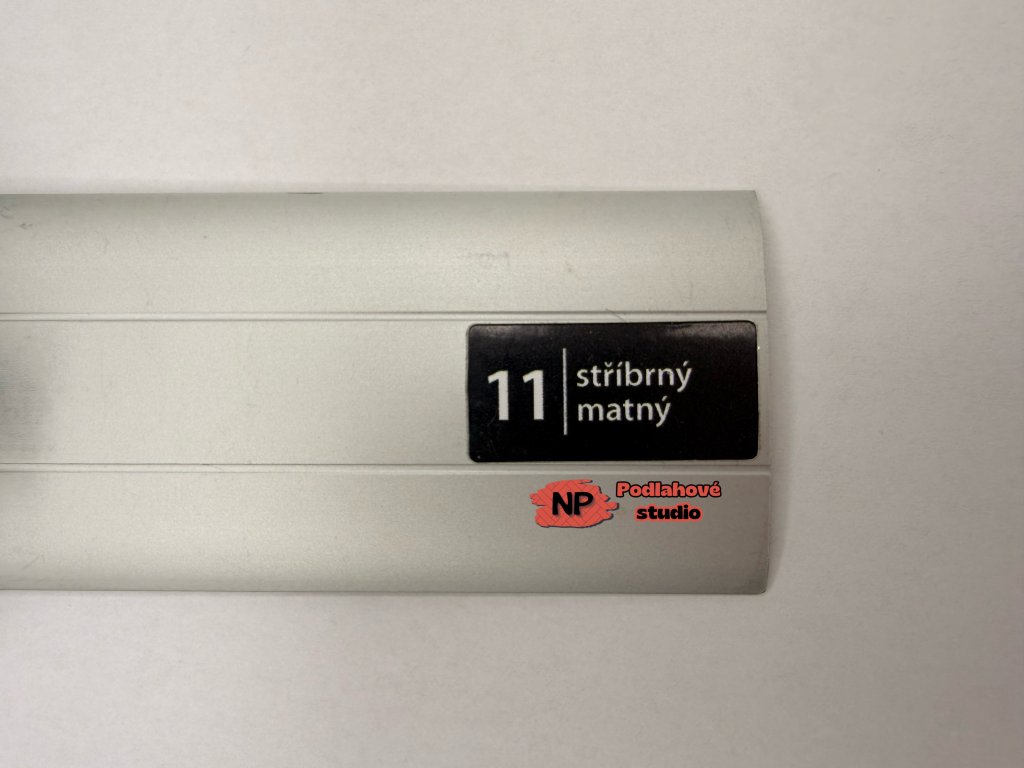 11
stříbrný
matný
NP
Podlahové
studio